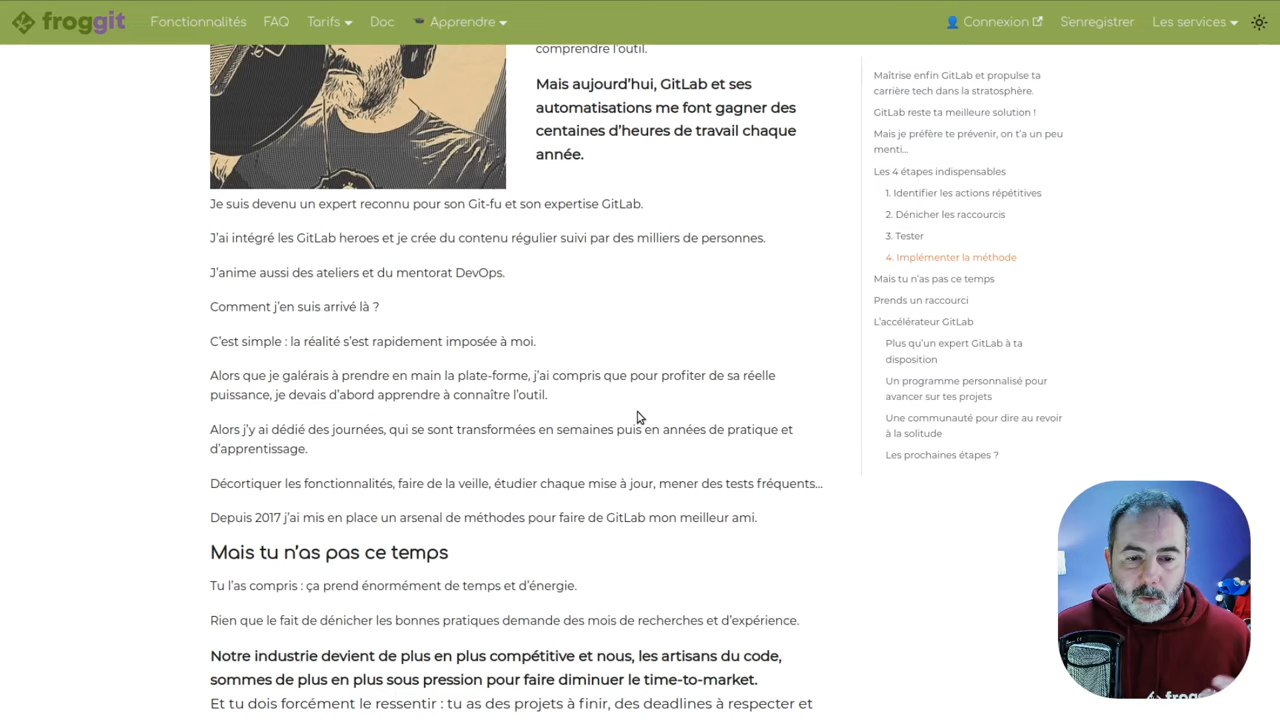 froggit
Fonctionnalités FAQ Tarifs Doc Apprendre Connexion S'enregistrer Les services
comprendre l'outil.
Mais aujourd'hui, GitLab et ses
automatisations me font gagner des
centaines d'heures de travail chaque
année.
Je suis devenu un expert reconnu pour son Git-fu et son expertise GitLab.
J'ai intégré les GitLab heroes et je crée du contenu régulier suivi par des milliers de personnes.
J'anime aussi des ateliers et du mentorat DevOps.
Comment j'en suis arrivé là ?
C'est simple : la réalité s'est rapidement imposée à moi.
Alors que je galérais à prendre en main la plate-forme, j'ai compris que pour profiter de sa réelle
puissance, je devais d'abord apprendre à connaître l'outil.
Alors j'y ai dédié des journées, qui se sont transformées en semaines puis en années de pratique et
d'apprentissage.
Décortiquer les fonctionnalités, faire de la veille, étudier chaque mise à jour, mener des tests fréquents...
Depuis 2017 j'ai mis en place un arsenal de méthodes pour faire de GitLab mon meilleur ami.
Mais tu n'as pas ce temps
Tu l'as compris : ça prend énormément de temps et d'énergie.
Rien que le fait de dénicher les bonnes pratiques demande des mois de recherches et d'expérience.
Notre industrie devient de plus en plus compétitive et nous, les artisans du code,
sommes de plus en plus sous pression pour faire diminuer le time-to-market.
Et tu dois forcément le ressentir : tu as des projets à finir, des deadlines à respecter et
Maîtrise enfin GitLab et propulse ta
carrière tech dans la stratosphère.
GitLab reste ta meilleure solution !
Mais je préfère te prévenir, on t'a un peu
menti...
Les 4 étapes indispensables
1. Identifier les actions répétitives
2. Dénicher les raccourcis
3. Tester
4. Implémenter la méthode
Mais tu n'as pas ce temps
Prends un raccourci
L'accélérateur GitLab
Plus qu'un expert GitLab à ta
disposition
Un programme personnalisé pour
avancer sur tes projets
Une communauté pour dire au revoir
à la solitude
Les prochaines étapes ?